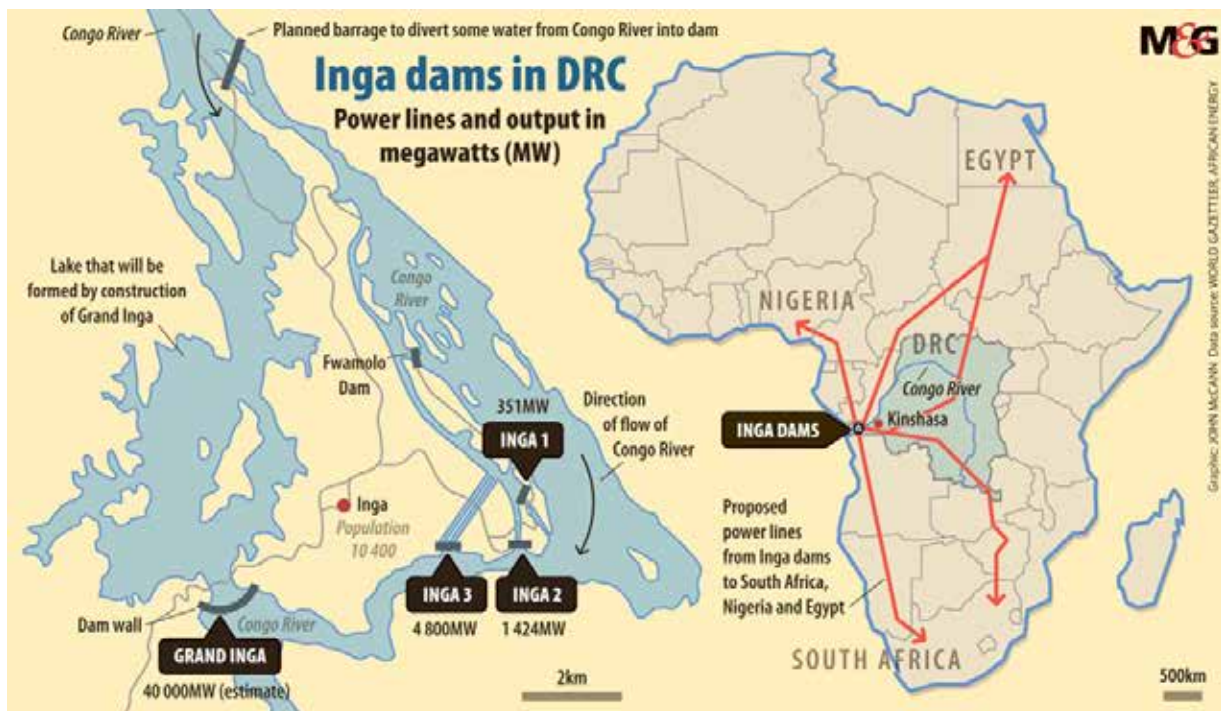 Congo River
Planned barrage to divert some water from Congo River into dam
Inga dams in DRC
Power lines and output in
megawatts (MW)
Lake that will be
formed by construction
of Grand Inga
Congo
River
Fwamolo
Dam
351MW
INGA 1
Direction
of flow of
Congo River
Inga
Population
10 400
INGA 3
4 800MW
INGA 2
1 424MW
Dam wall
Congo River
GRAND INGA
40 000MW (estimate)
2km
M&G
EGYPT
NIGERIA
DRC
Congo River
Kinshasa
INGA DAMS
Proposed
power lines
from Inga dams
to South Africa,
Nigeria and Egypt
SOUTH AFRICA
500km
Graphic: JOHN McCANN Data source: WORLD GAZETTEER, AFRICAN ENERGY